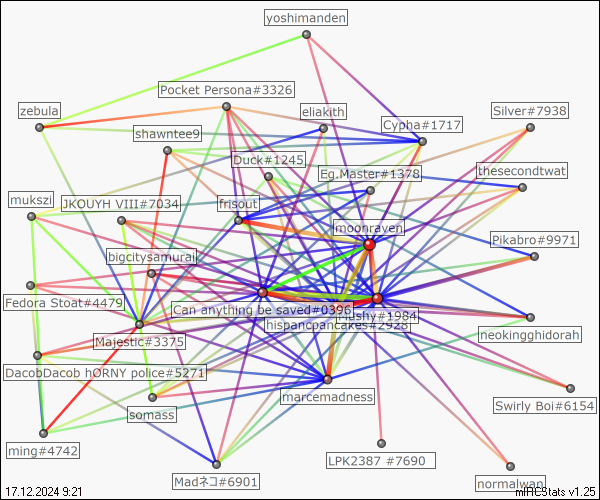 yoshimanden
Pocket Persona#3326
zebula
eliakith
Silver#7938
shawntee9
Cypha#1717
Duck#1245
Eg.Master#1378
thesecondtwat
mukszi
JKOUYH VIII#7034
frisout
moonraven
Pikabro#9971
bigcitysamurai
Fedora Stoat#4479
Can anything be saved#0396
Plushy#1984
hispancpancakes#2928
neokingghidorah
Majestic#3375
DacobDacob hORNY police#5271
marcemadness
Swirly Boi#6154
somass
ming#4742
LPK2387 #7690
Madネコ#6901
normalwan
17.12.2024 9:21
mIRCStats v1.25